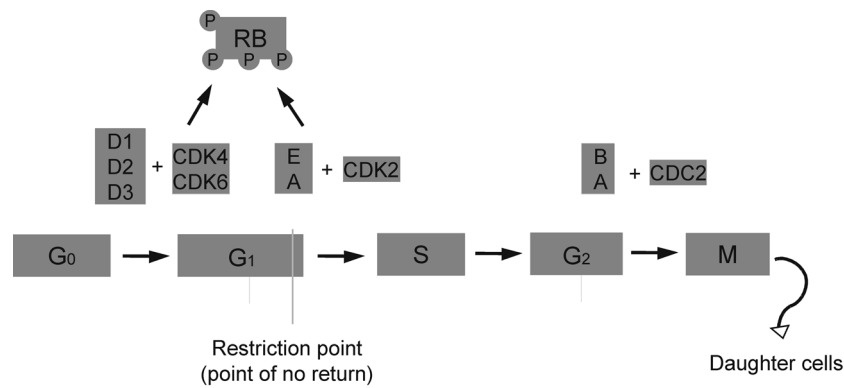 P
RB
P P P
D1
D2
D3
+
CDK4
CDK6
E
A
+
CDK2
B
A
+
CDC2
G0
G1
S
G2
M
Restriction point
(point of no return)
Daughter cells